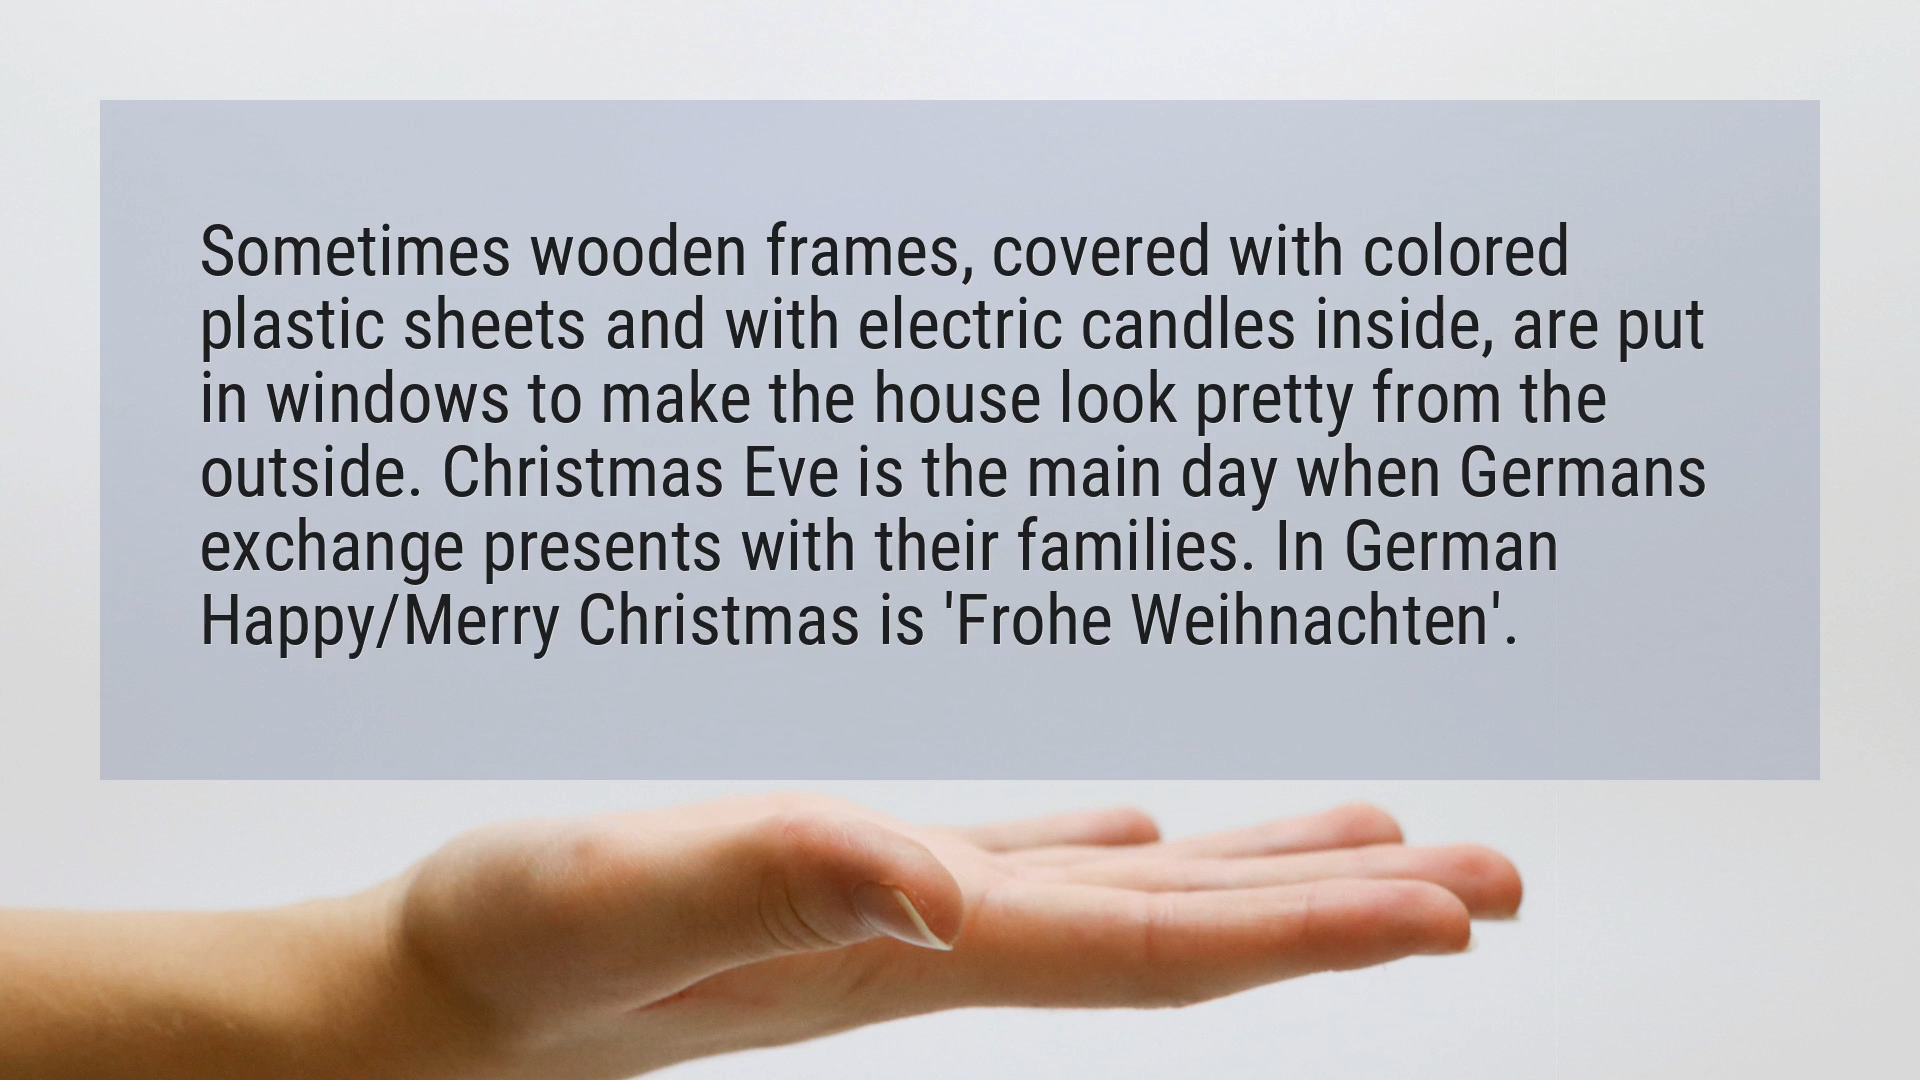 Sometimes wooden frames, covered with colored
plastic sheets and with electric candles inside, are put
in windows to make the house look pretty from the
outside. Christmas Eve is the main day when Germans
exchange presents with their families. In German
Happy/Merry Christmas is 'Frohe Weihnachten'.